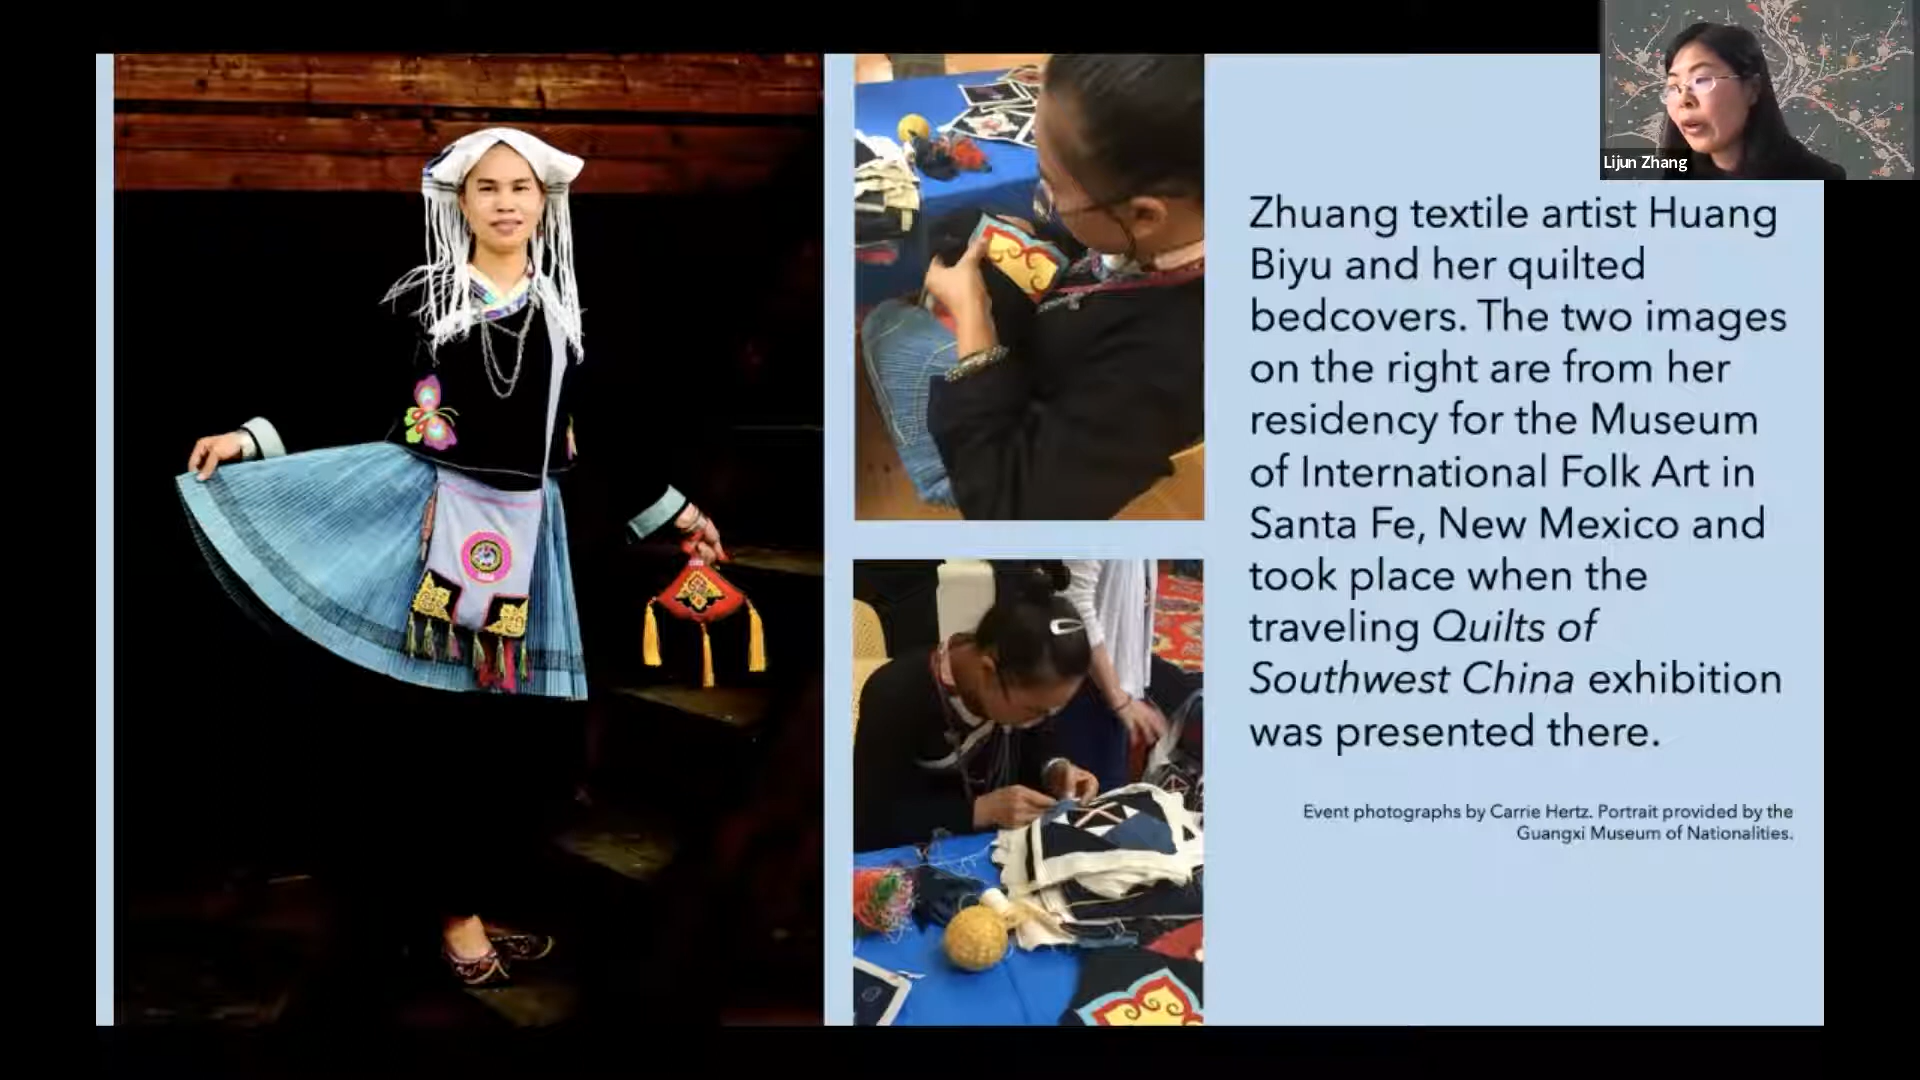 Lijun Zhang
Zhuang textile artist Huang
Biyu and her quilted
bedcovers. The two images
on the right are from her
residency for the Museum
of International Folk Art in
Santa Fe, New Mexico and
took place when the
traveling Quilts of
Southwest China exhibition
was presented there.
Event photographs by Carrie Hertz. Portrait provided by the
Guangxi Museum of Nationalities.